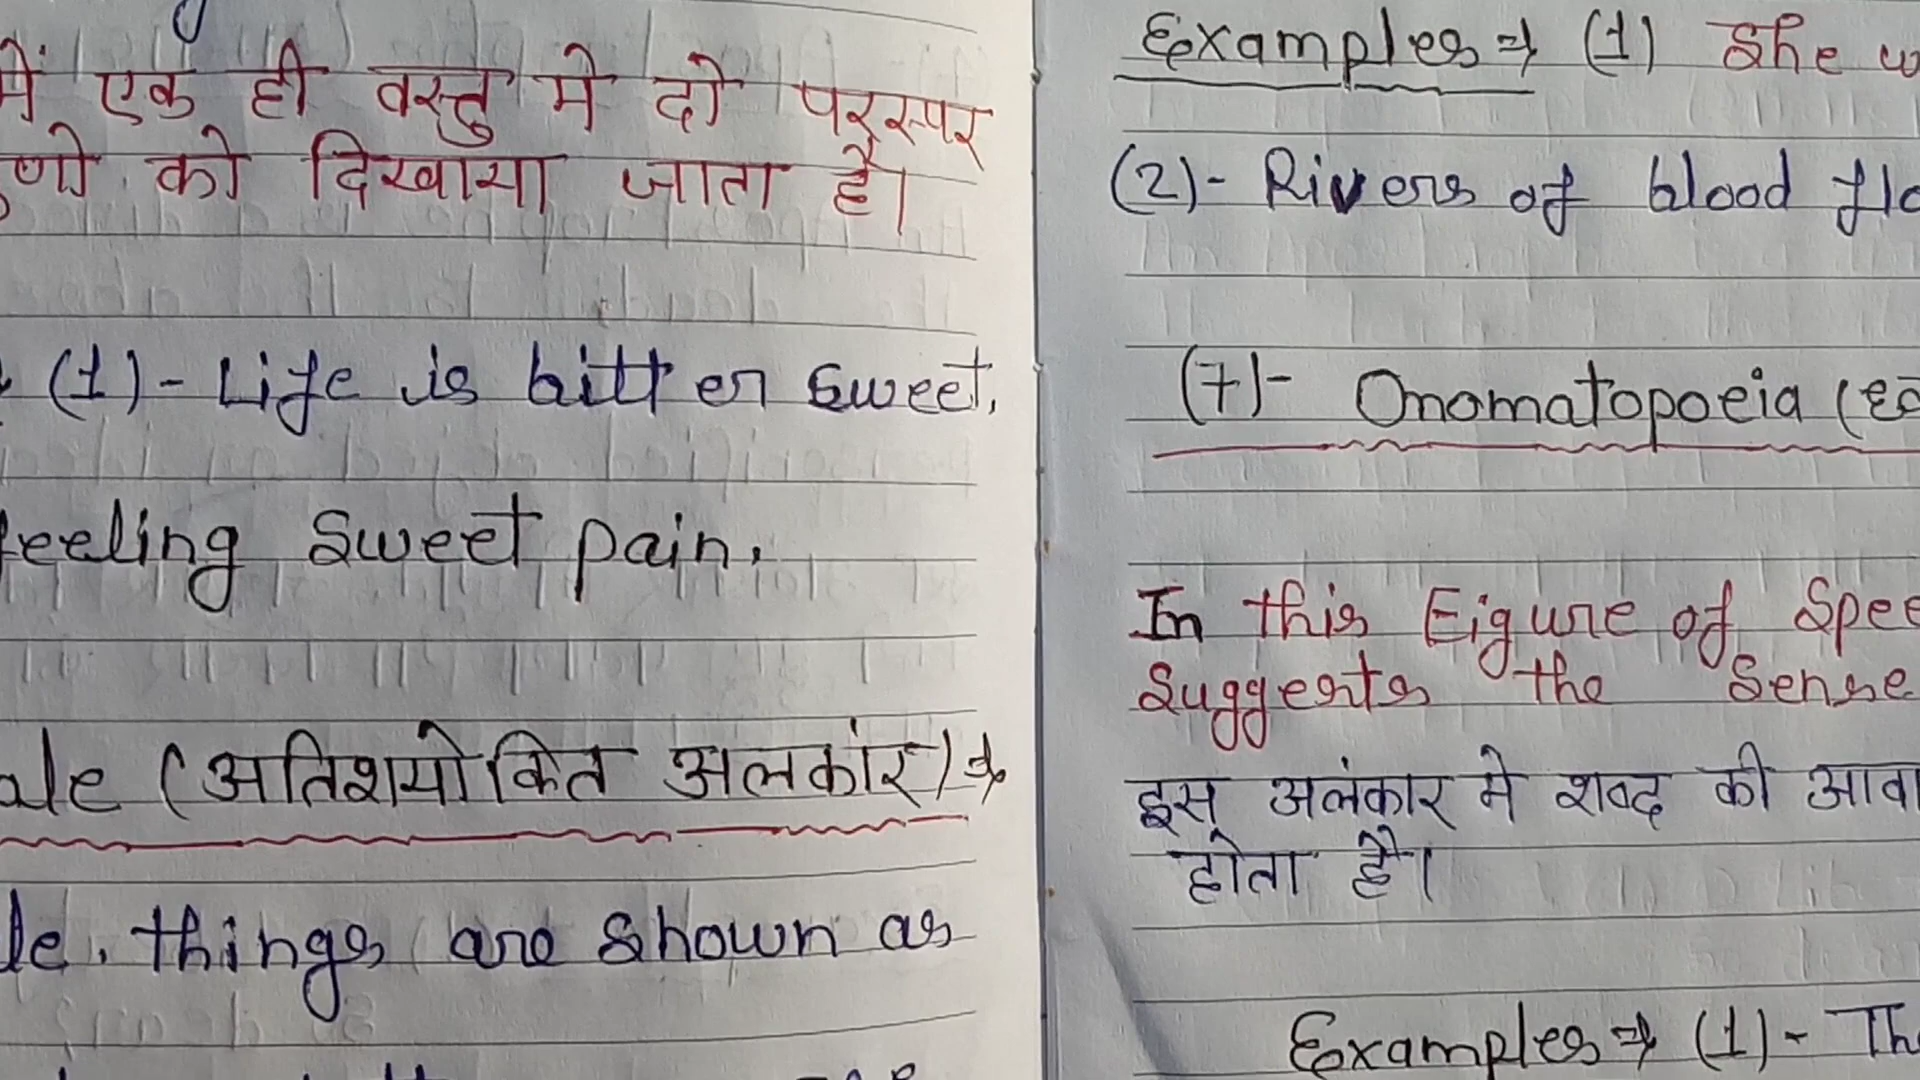 में एक ही वस्तु मे दो परस्पर
को दिखाया जाता है।
(1)- Life is bitter sweet.
feeling sweet pain.
(अतिशयोक्ति अलकांर)⇒
things are shown as
Examples⇒ (1) She
(2)- Rivers of blood
(7)- Onomatopoeia
In this Figure of
Suggests the Sense
इस अलंकार मे शब्द की
होता है।
Examples⇒ (1)-